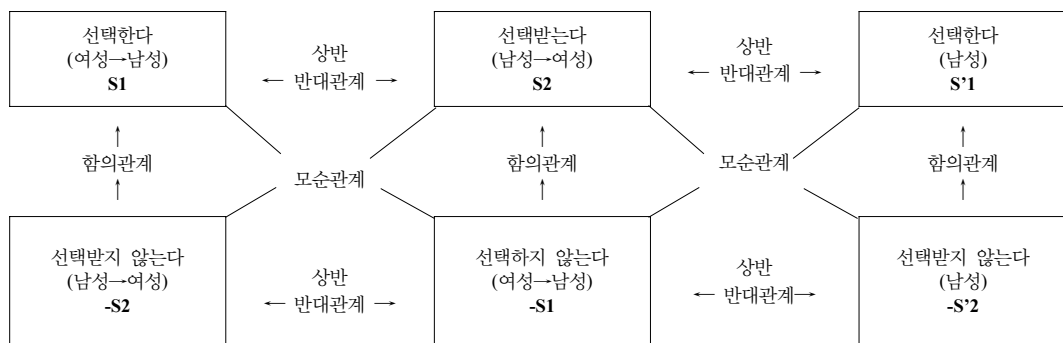 선택한다
(여성→남성)
S1
상반
← 반대관계 →
선택받는다
(남성→여성)
S2
상반
← 반대관계 →
선택한다
(남성)
S’1
↑
함의관계
↑
모순관계
↑
함의관계
↑
모순관계
↑
함의관계
↑
선택받지 않는다
(남성→여성)
-S2
상반
← 반대관계 →
선택하지 않는다
(여성→남성)
-S1
상반
← 반대관계→
선택받지 않는다
(남성)
-S’2